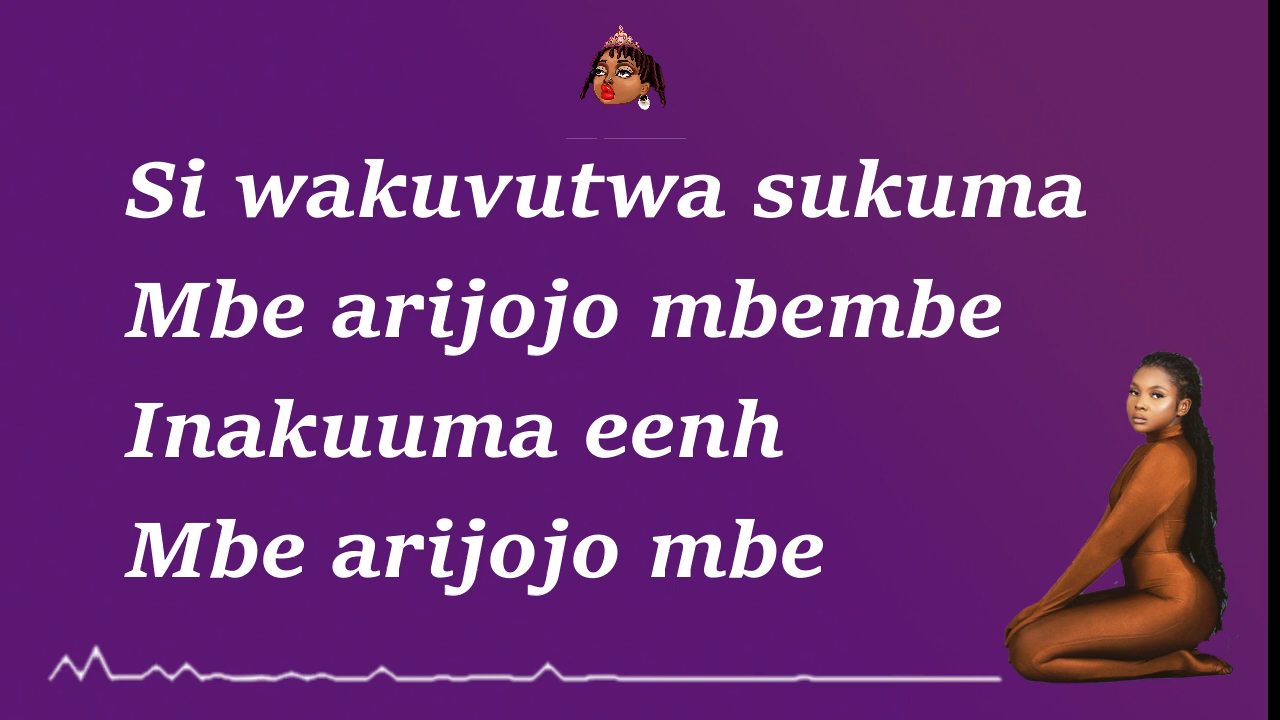 Si wakuvutwa sukuma
Mbe arijojo mbembe
Inakuuma eenh
Mbe arijojo mbe